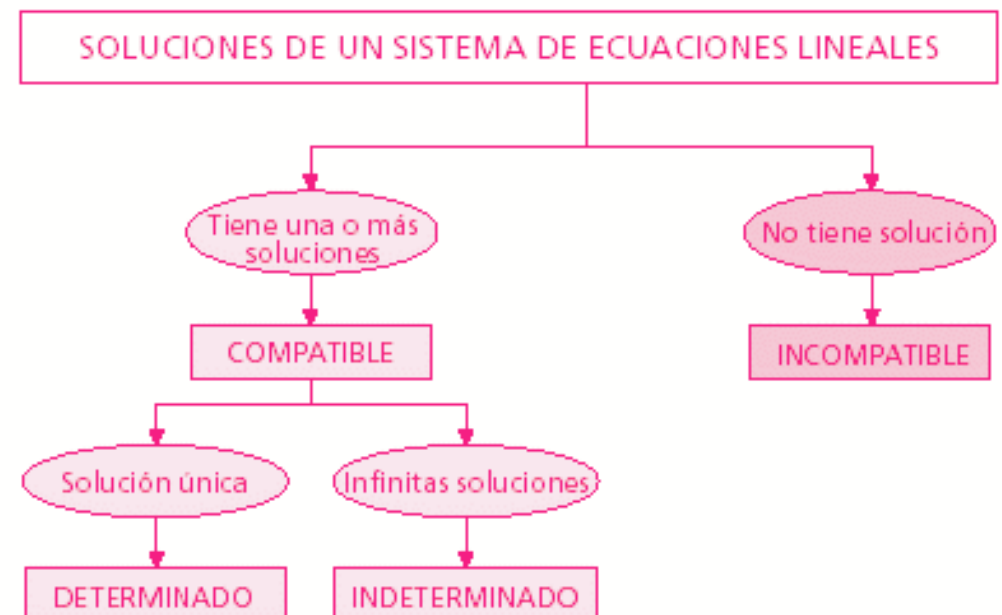 SOLUCIONES DE UN SISTEMA DE ECUACIONES LINEALES
Tiene una o más
soluciones
No tiene solución
COMPATIBLE
INCOMPATIBLE
Solución única
Infinitas soluciones
DETERMINADO
INDETERMINADO